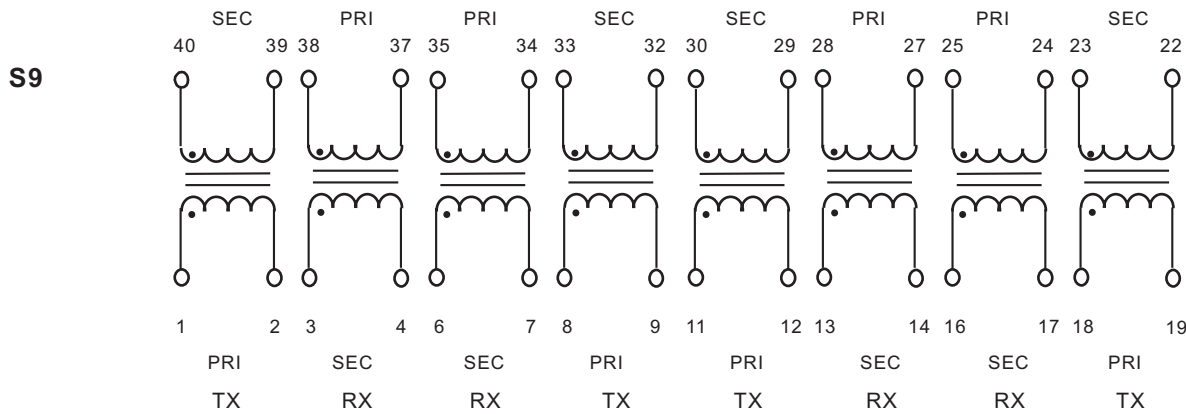 SEC PRI PRI SEC SEC PRI PRI SEC
40 39 38 37 35 34 33 32 30 29 28 27 25 24 23 22
S9
1 2 3 4 6 7 8 9 11 12 13 14 16 17 18 19
PRI SEC SEC PRI PRI SEC SEC PRI
TX RX RX TX TX RX RX TX